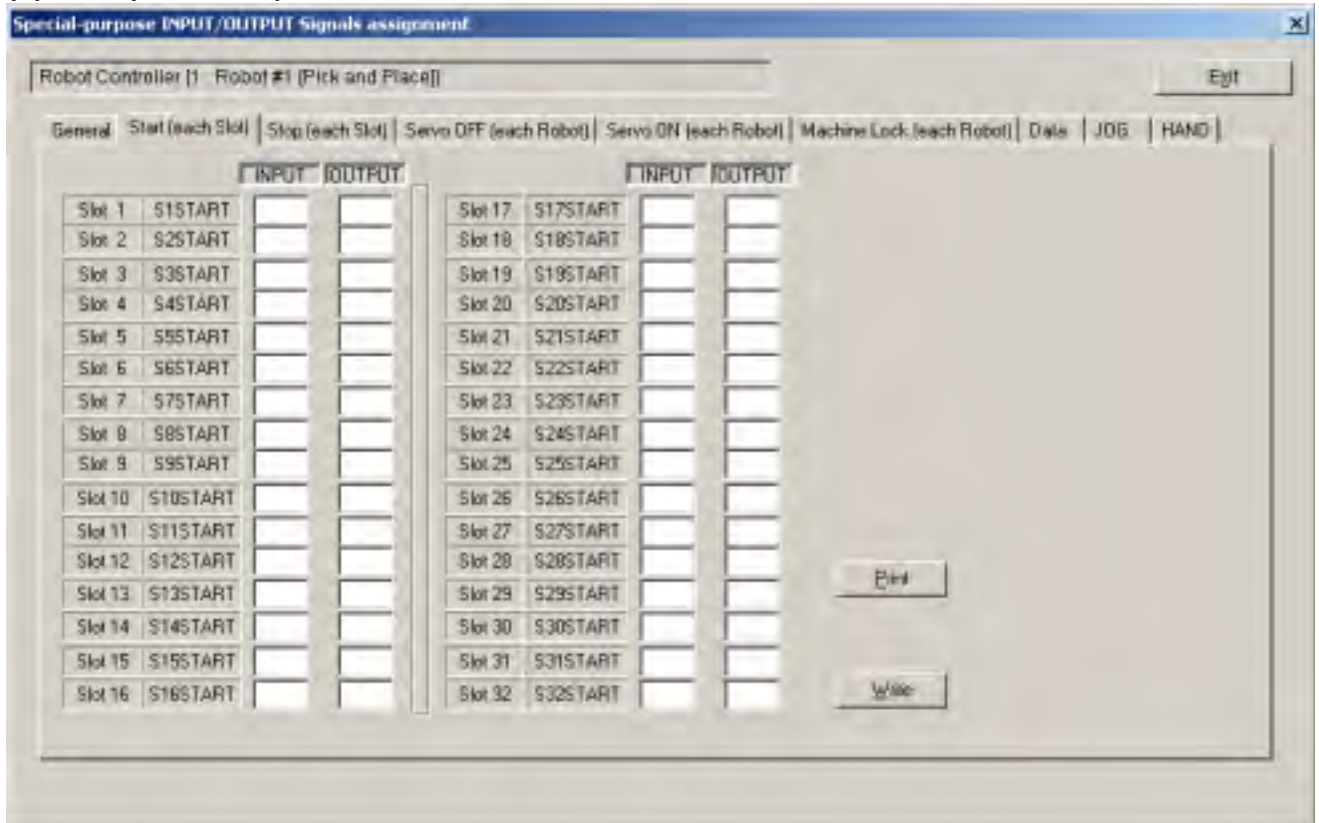 Special-purpose INPUT/OUTPUT Signals assignment
Robot Controller [1 : Robot #1 (Pick and Place)]
Exit
General Start (each Slot) Stop (each Slot) Servo OFF (each Robot) Servo ON (each Robot) Machine Lock (each Robot) Data JOG HAND
INPUT OUTPUT INPUT OUTPUT
Slot 1 S1START Slot 17 S17START
Slot 2 S2START Slot 18 S18START
Slot 3 S3START Slot 19 S19START
Slot 4 S4START Slot 20 S20START
Slot 5 S5START Slot 21 S21START
Slot 6 S6START Slot 22 S22START
Slot 7 S7START Slot 23 S23START
Slot 8 S8START Slot 24 S24START
Slot 9 S9START Slot 25 S25START
Slot 10 S10START Slot 26 S26START
Slot 11 S11START Slot 27 S27START
Slot 12 S12START Slot 28 S28START
Slot 13 S13START Slot 29 S29START
Slot 14 S14START Slot 30 S30START
Slot 15 S15START Slot 31 S31START
Slot 16 S16START Slot 32 S32START
Print
Write